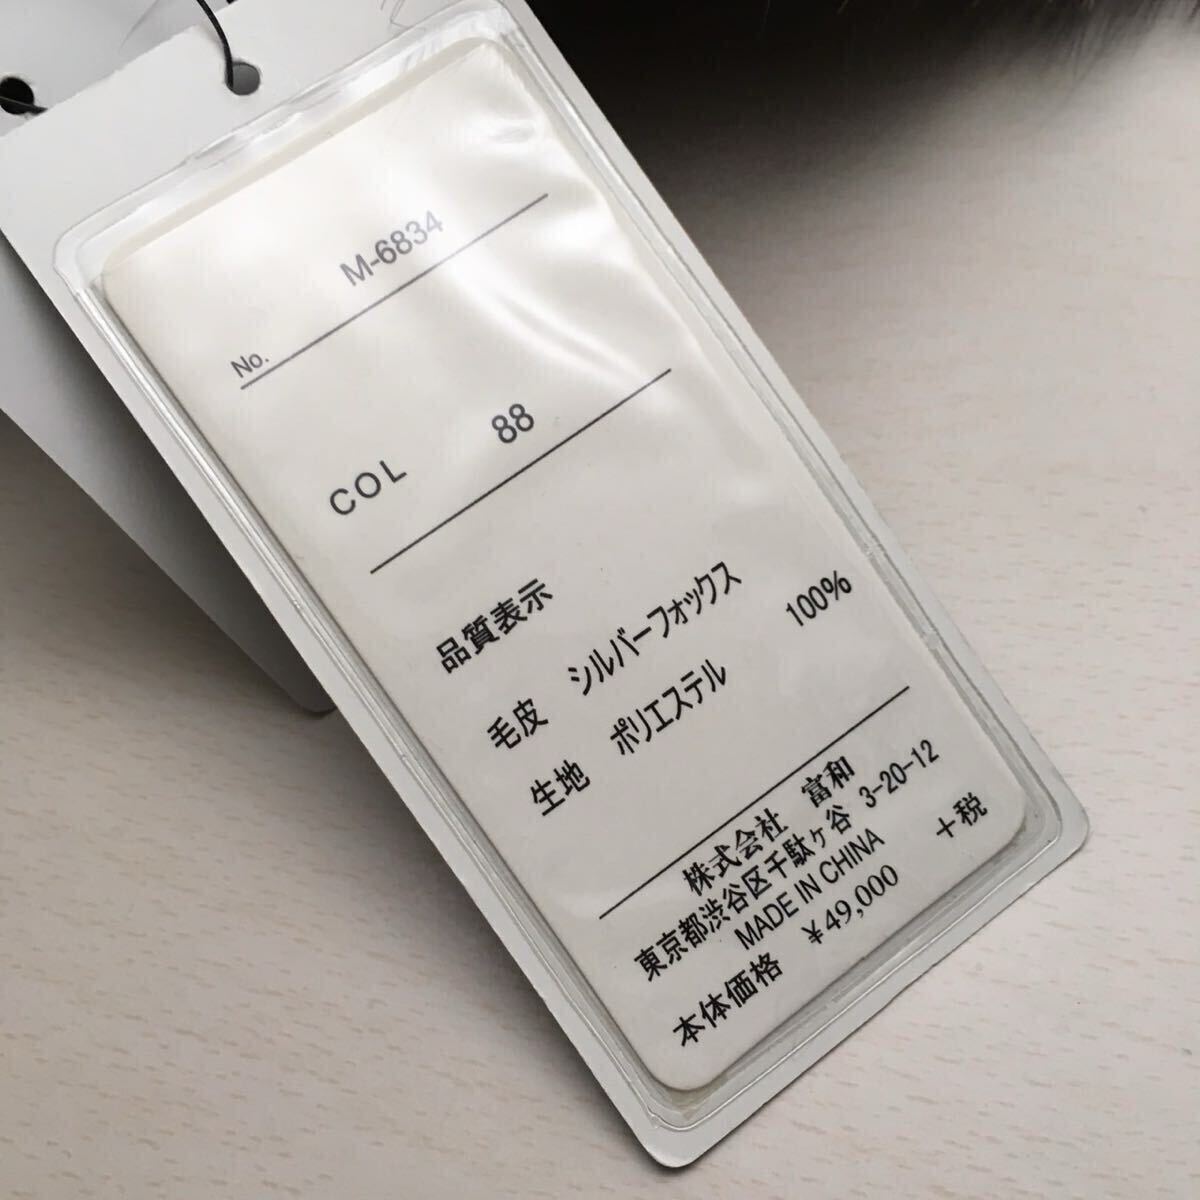 No. M-6834
COL 88
品質表示
毛皮 シルバーフォックス
生地 ポリエステル 100%
株式会社 富和
東京都渋谷区千駄ヶ谷 3-20-12
MADE IN CHINA
本体価格 ¥49,000 +税